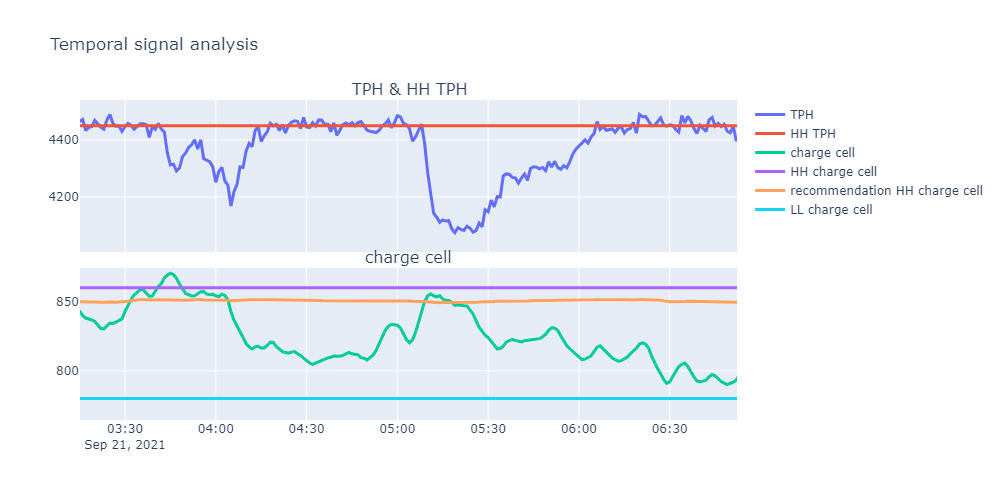 Temporal signal analysis
TPH & HH TPH
4400
4200
TPH
HH TPH
charge cell
HH charge cell
recommendation HH charge cell
LL charge cell
charge cell
850
800
03:30 04:00 04:30 05:00 05:30 06:00 06:30
Sep 21, 2021